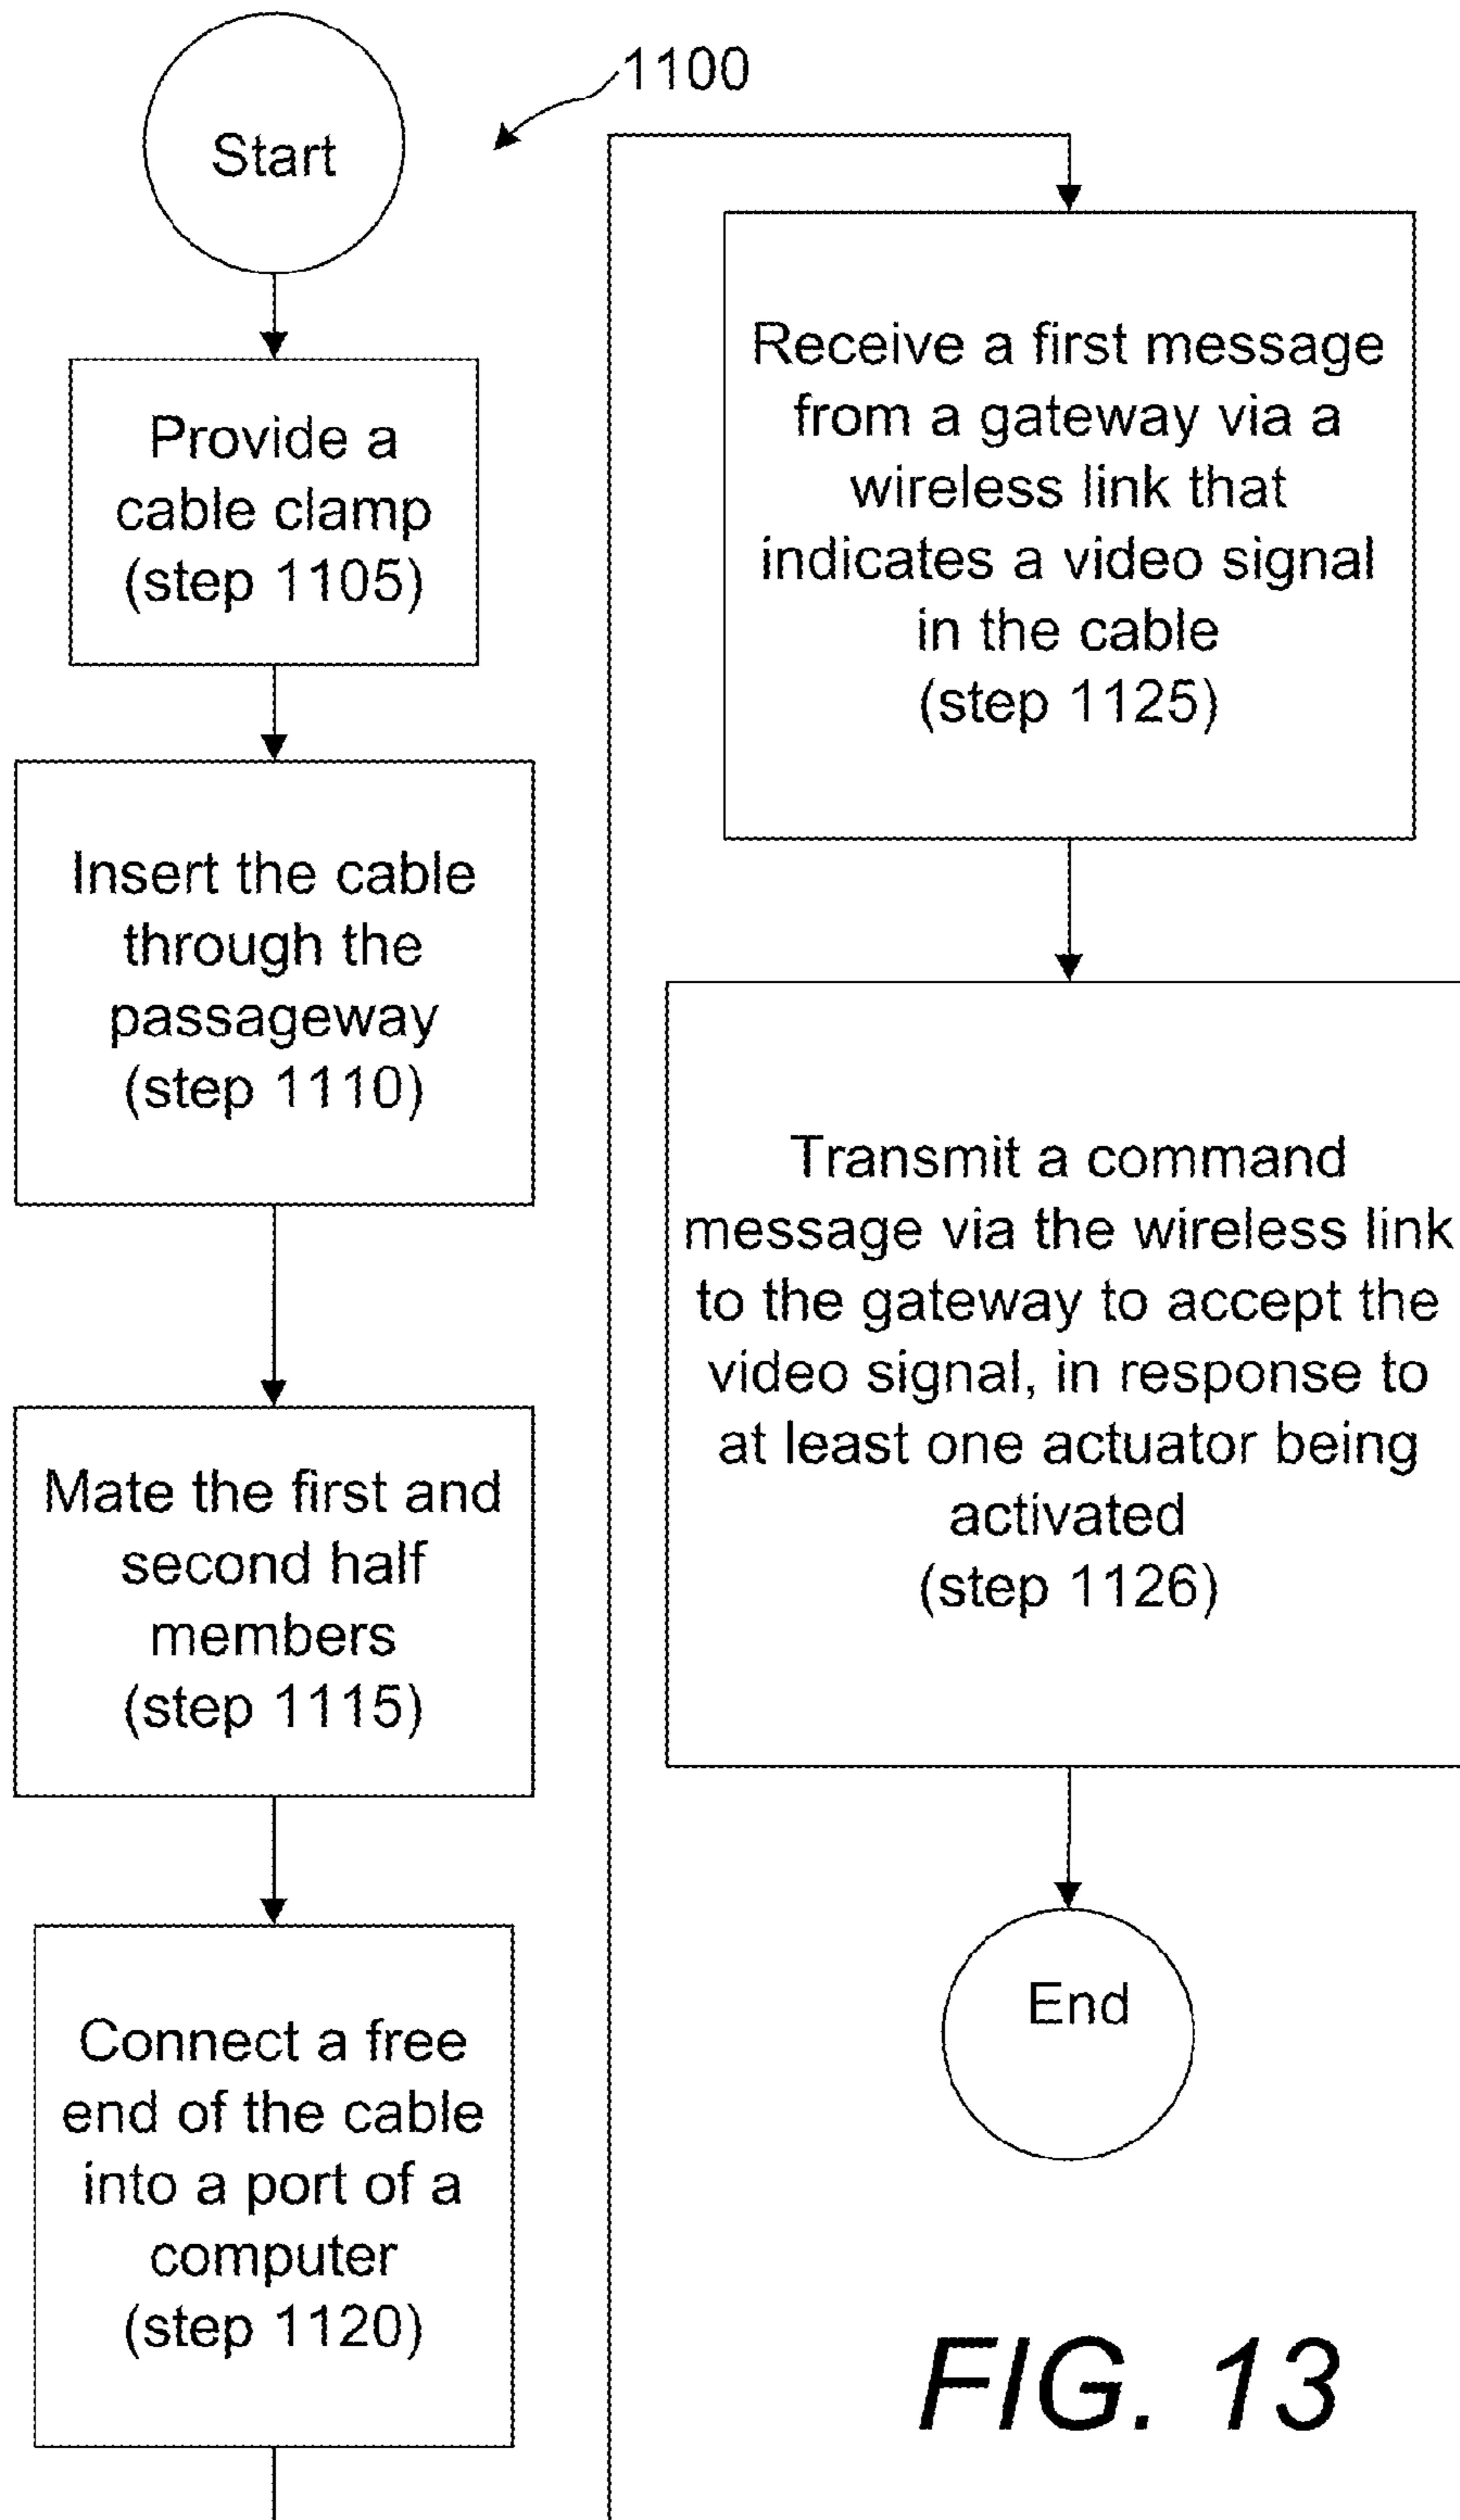 1100
Start
Provide a
cable clamp
(step 1105)
Insert the cable
through the
passageway
(step 1110)
Mate the first and
second half
members
(step 1115)
Connect a free
end of the cable
into a port of a
computer
(step 1120)
Receive a first message
from a gateway via a
wireless link that
indicates a video signal
in the cable
(step 1125)
Transmit a command
message via the wireless link
to the gateway to accept the
video signal, in response to
at least one actuator being
activated
(step 1126)
End
FIG. 13